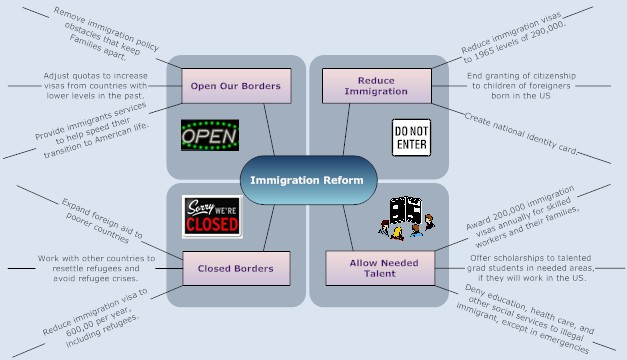 Remove immigration policy
obstacles that keep
Families apart.
Adjust quotas to increase
visas from countries with
lower levels in the past.
Provide immigrants services
to help speed their
transition to American life.
Open Our Borders
OPEN
Reduce
Immigration
DO NOT
ENTER
Reduce immigration visas
to 1965 levels of 290,000.
End granting of citizenship
to children of foreigners
born in the US
Create national identity card.
Immigration Reform
Expand foreign aid to
poorer countries
Work with other countries to
resettle refugees and
avoid refugee crises.
Reduce immigration visa to
600,00 per year,
including refugees.
Sorry WE'RE
CLOSED
Closed Borders
Allow Needed
Talent
Award 200,000 immigration
visas annually for skilled
workers and their families.
Offer scholarships to talented
grad students in needed areas,
if they will work in the US.
Deny education, health care, and
other social services to illegal
immigrant, except in emergencies